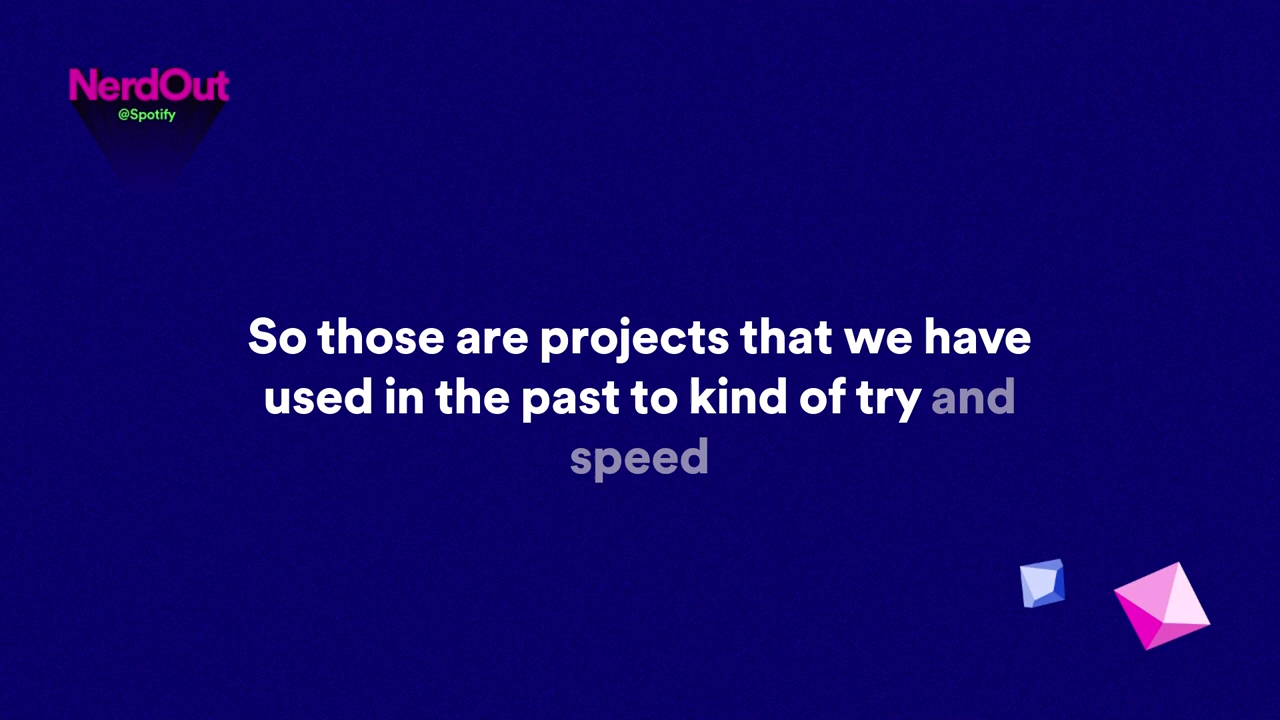 NerdOut
@Spotify
So those are projects that we have
used in the past to kind of try and
speed